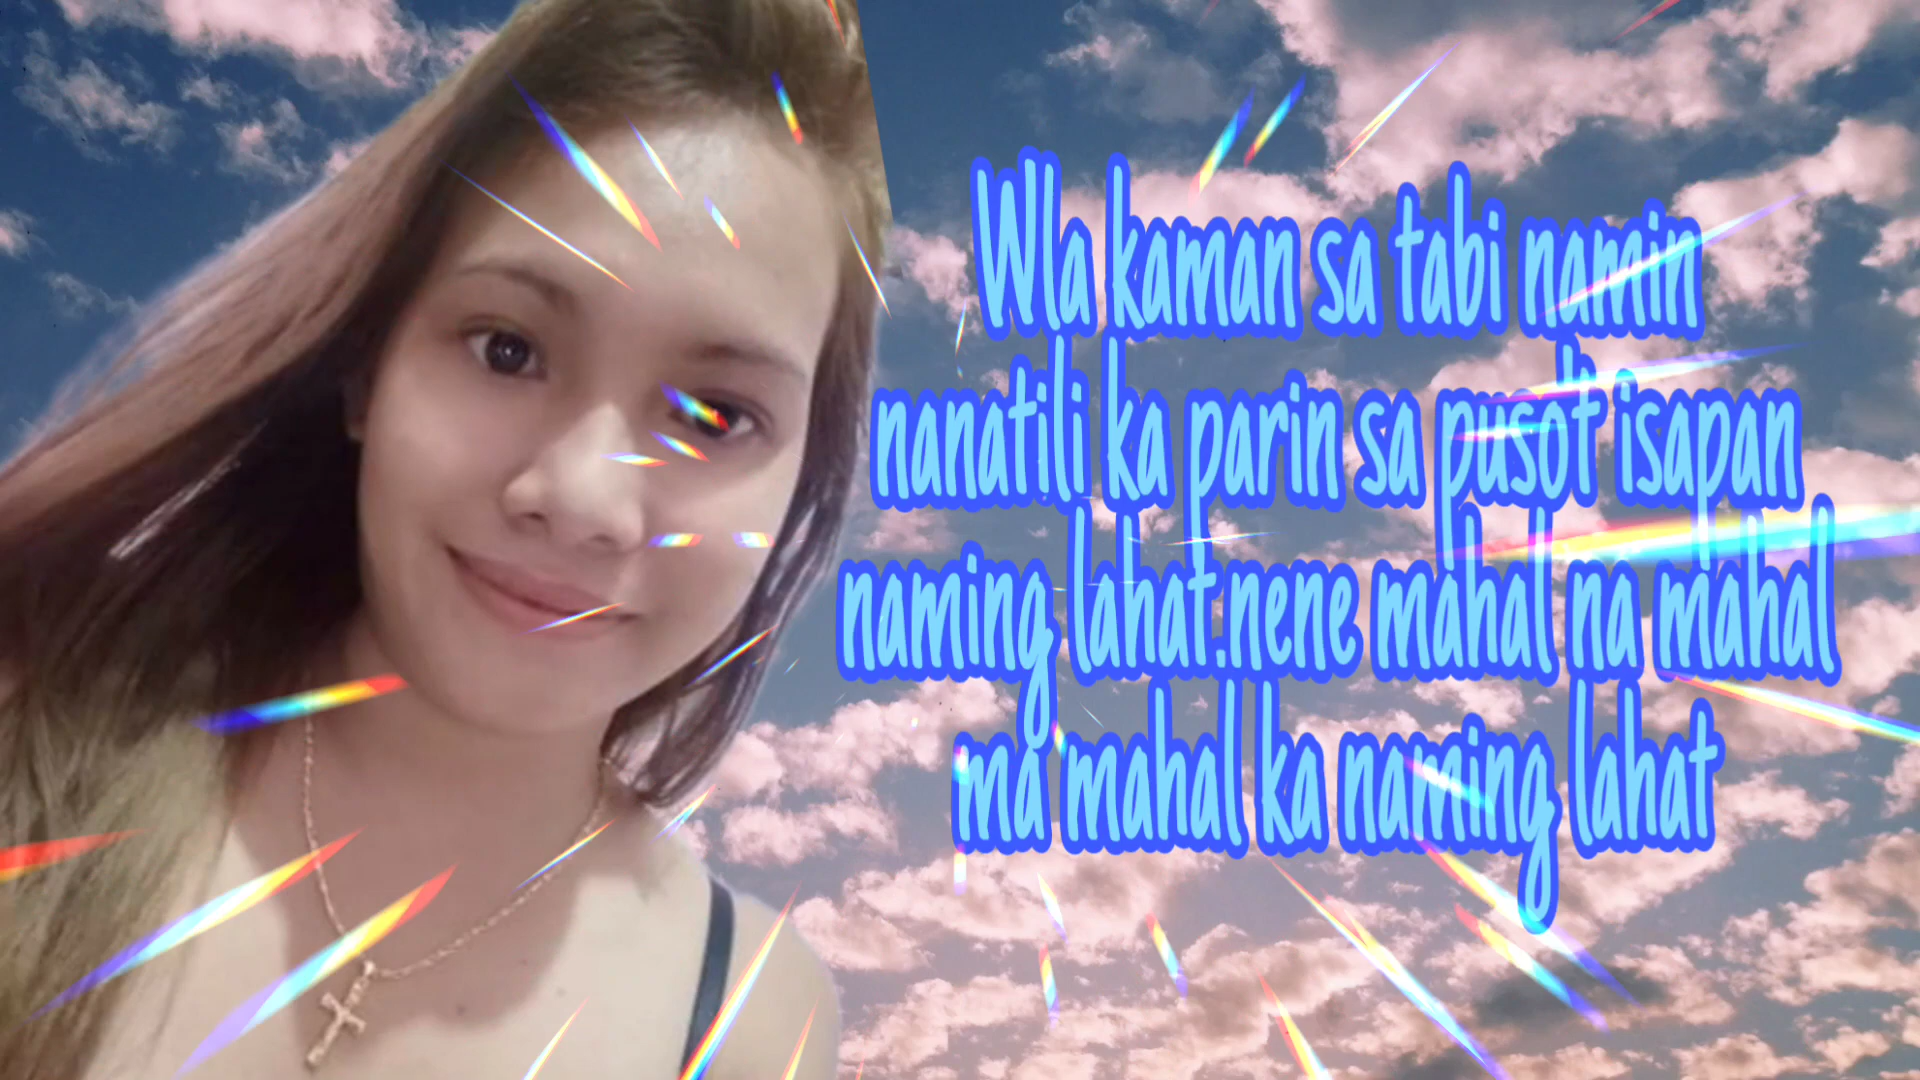 Wla kaman sa tabi namin
nanatili ka parin sa puso't isapan
naming lahat.nene mahal na mahal
ma mahal ka naming lahat